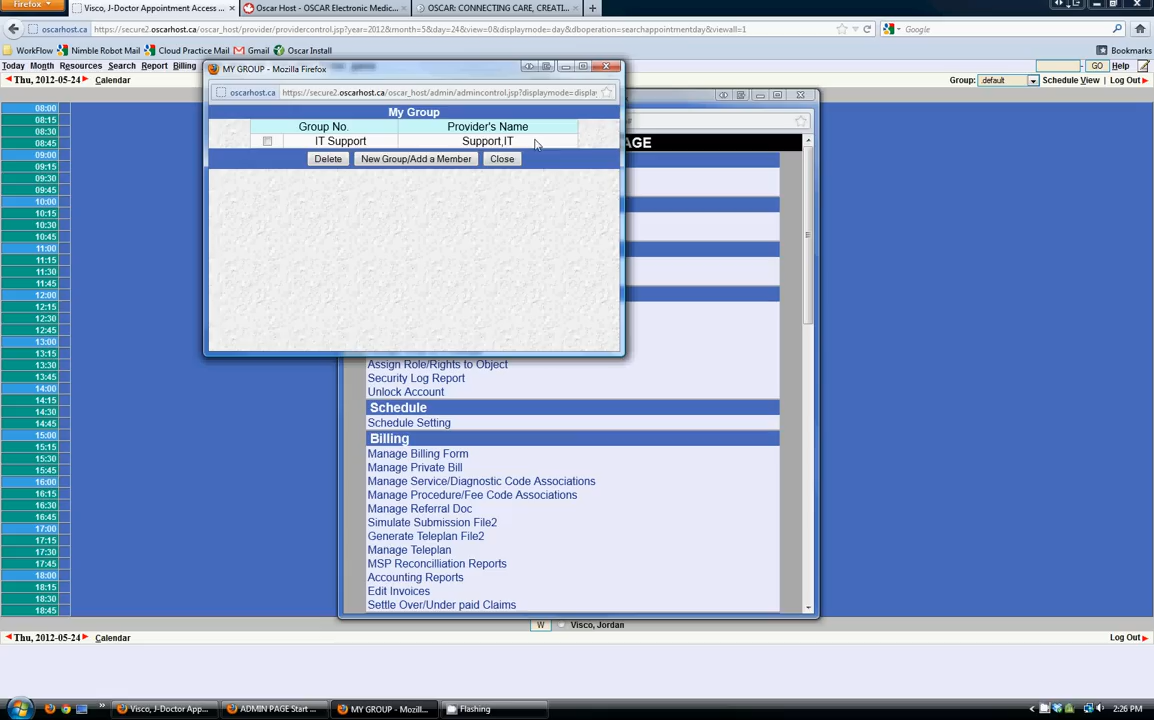 Firefox
Visco, J-Doctor Appointment Access ...
Oscar Host - OSCAR Electronic Medic...
OSCAR: CONNECTING CARE, CREATI...
https://secure2.oscarhost.ca/oscar_host/provider/providercontrol.jsp?year=2012&month=5&day=24&view=0&displaymode=day&dboperation=searchappointmentday&viewall=1
Google
WorkFlow Nimble Robot Mail Cloud Practice Mail Gmail Oscar Install Bookmarks
Today Month Resources Search Report Billing
GO Help
Thu, 2012-05-24 Calendar
Group: default Schedule View | Log Out
MY GROUP - Mozilla Firefox
oscarhost.ca https://secure2.oscarhost.ca/oscar_host/admin/admincontrol.jsp?displaymode=display
My Group
Group No. Provider's Name
IT Support Support,IT
Delete New Group/Add a Member Close
AGE
08:00
08:15
08:30
08:45
09:00
09:15
09:30
09:45
10:00
10:15
10:30
10:45
11:00
11:15
11:30
11:45
12:00
12:15
12:30
12:45
13:00
13:15
13:30
13:45
14:00
14:15
14:30
14:45
15:00
15:15
15:30
15:45
16:00
16:15
16:30
16:45
17:00
17:15
17:30
17:45
18:00
18:15
18:30
18:45
Assign Role/Rights to Object
Security Log Report
Unlock Account
Schedule
Schedule Setting
Billing
Manage Billing Form
Manage Private Bill
Manage Service/Diagnostic Code Associations
Manage Procedure/Fee Code Associations
Manage Referral Doc
Simulate Submission File2
Generate Teleplan File2
Manage Teleplan
MSP Reconcilliation Reports
Accounting Reports
Edit Invoices
Settle Over/Under paid Claims
W Visco, Jordan
Thu, 2012-05-24 Calendar
Log Out
Visco, J-Doctor App...
ADMIN PAGE Start ...
MY GROUP - Mozilla...
Flashing
2:26 PM